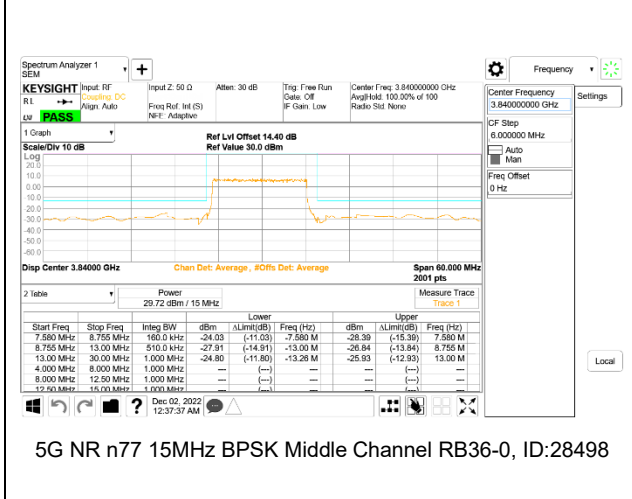 Spectrum Analyzer 1
SEM
+
Frequency
KEYSIGHT Input: RF Input Z: 50 Ω Atten: 30 dB Trig: Free Run Center Freq: 3.840000000 GHz
RL Coupling: DC Gate: Off Avg|Hold: 100.00% of 100
Align: Auto Freq Ref: Int (S) IF Gain: Low Radio Std: None
LW PASS NFE: Adaptive
Center Frequency
3.840000000 GHz
Settings
CF Step
6.000000 MHz
Auto
Man
Freq Offset
0 Hz
Local
1 Graph
Ref Lvl Offset 14.40 dB
Scale/Div 10 dB Ref Value 30.0 dBm
Log
20.0
10.0
0.00
-10.0
-20.0
-30.0
-40.0
-50.0
-60.0
Disp Center 3.84000 GHz Chan Det: Average , #Offs Det: Average Span 60.000 MHz
2001 pts
2 Table Power Measure Trace
29.72 dBm / 15 MHz Trace 1
Lower Upper
Start Freq Stop Freq Integ BW dBm ΔLimit(dB) Freq (Hz) dBm ΔLimit(dB) Freq (Hz)
7.580 MHz 8.755 MHz 160.0 kHz -24.03 (-11.03) -7.580 M -28.39 (-15.39) 7.580 M
8.755 MHz 13.00 MHz 510.0 kHz -27.91 (-14.91) -13.00 M -26.84 (-13.84) 8.755 M
13.00 MHz 30.00 MHz 1.000 MHz -24.80 (-11.80) -13.26 M -25.93 (-12.93) 13.00 M
4.000 MHz 8.000 MHz 1.000 MHz --- (---) --- (---)
8.000 MHz 12.50 MHz 1.000 MHz --- (---) --- (---)
12.50 MHz 15.00 MHz 1.000 MHz --- (---) --- (---)
? Dec 02, 2022
12:37:37 AM
5G NR n77 15MHz BPSK Middle Channel RB36-0, ID:28498